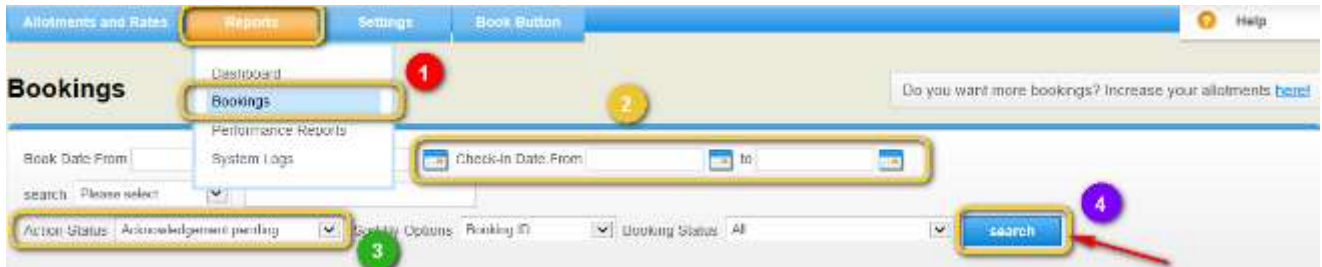 Allotments and Rates Reports Settings Book Button Help
Dashboard
1
Bookings
Bookings
2
Do you want more bookings? Increase your allotments here!
Performance Reports
Book Date From System Logs Check-in Date From to
search Please select
4
Action Status Acknowledgement pending Sort By Options Booking ID Booking Status All search
3